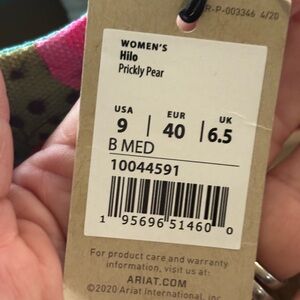 R-P-003346 4/20
WOMEN'S
Hilo
Prickly Pear
USA EUR UK
9 40 6.5
B MED
10044591
1 95696 51460 0
For product care and warranty
information, visit us at:
ARIAT.COM
©2020 Ariat International, Inc